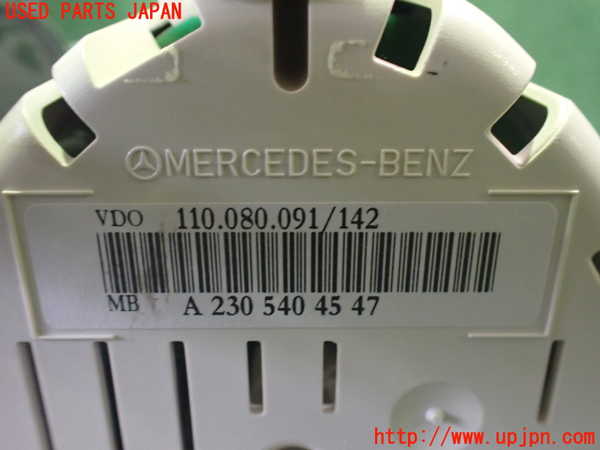 USED PARTS JAPAN
MERCEDES-BENZ
VDO 110.080.091/142
MB A 230 540 45 47
http://www.upjpn.com/